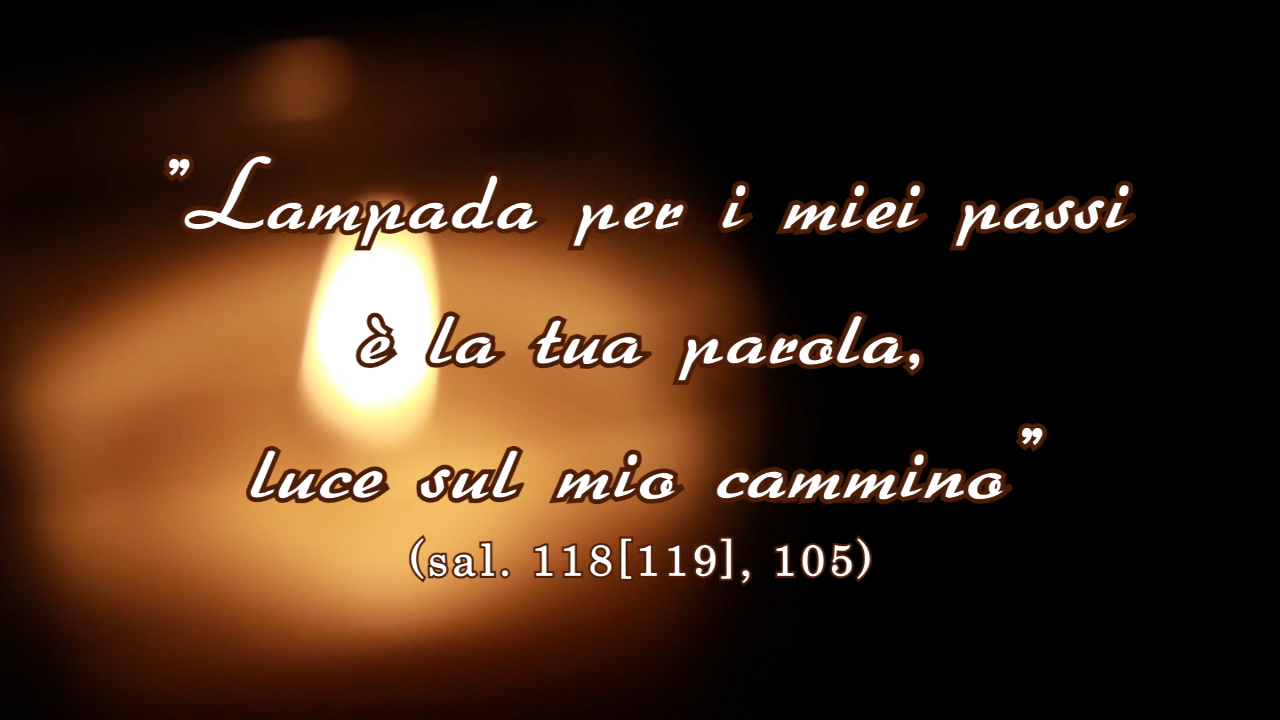 "Lampada per i miei passi
è la tua parola,
luce sul mio cammino"
(sal. 118[119], 105)